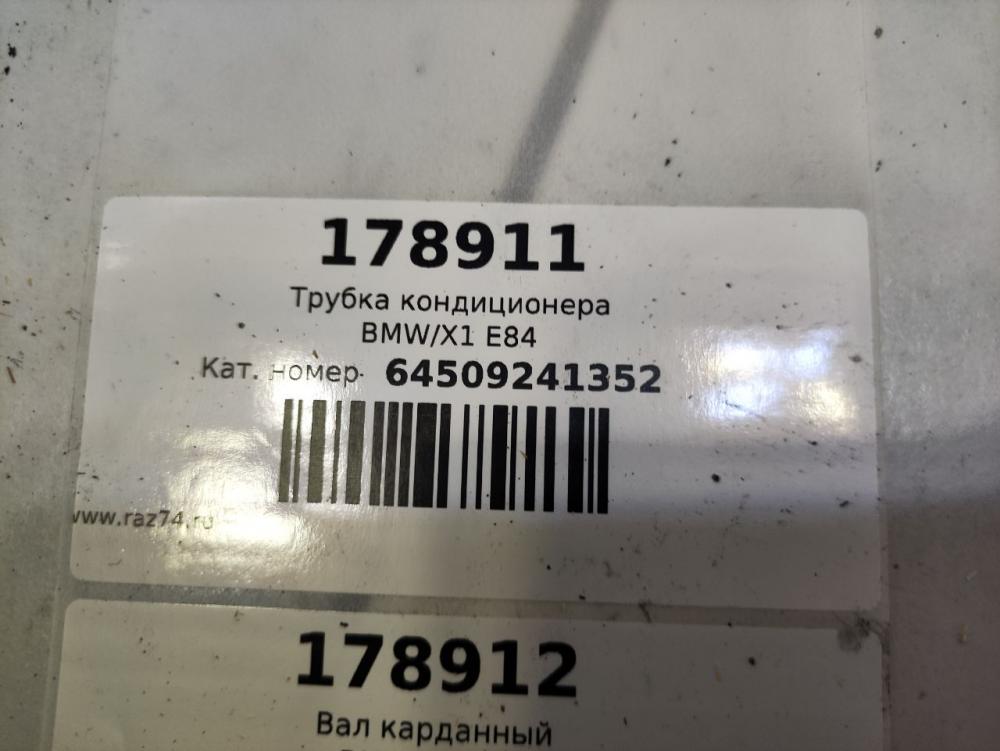 178911
Трубка кондиционера
BMW/X1 E84
Кат. номер 64509241352
www.raz74.ru
178912
Вал карданный